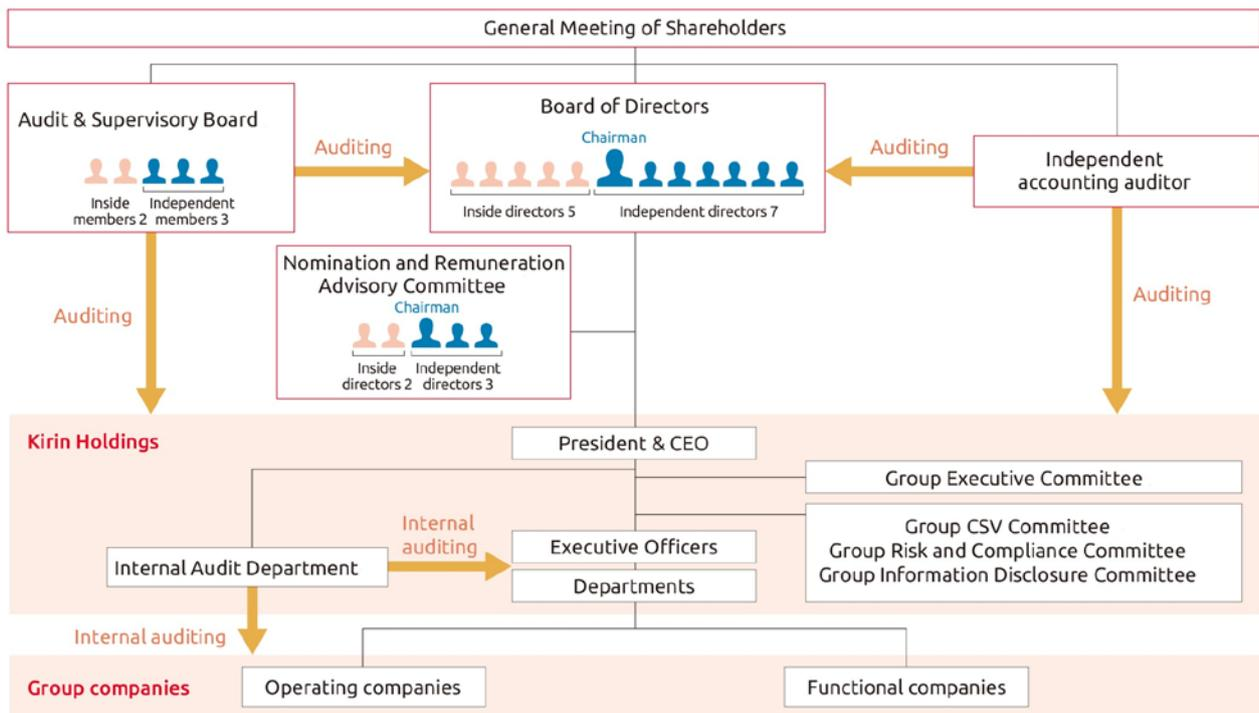 General Meeting of Shareholders
Audit & Supervisory Board
Inside
members 2
Independent
members 3
Auditing
Board of Directors
Chairman
Inside directors 5
Independent directors 7
Auditing
Independent
accounting auditor
Nomination and Remuneration
Advisory Committee
Chairman
Inside
directors 2
Independent
directors 3
Auditing
Auditing
Kirin Holdings
President & CEO
Group Executive Committee
Group CSV Committee
Group Risk and Compliance Committee
Group Information Disclosure Committee
Internal
auditing
Executive Officers
Internal Audit Department
Departments
Internal auditing
Group companies
Operating companies
Functional companies